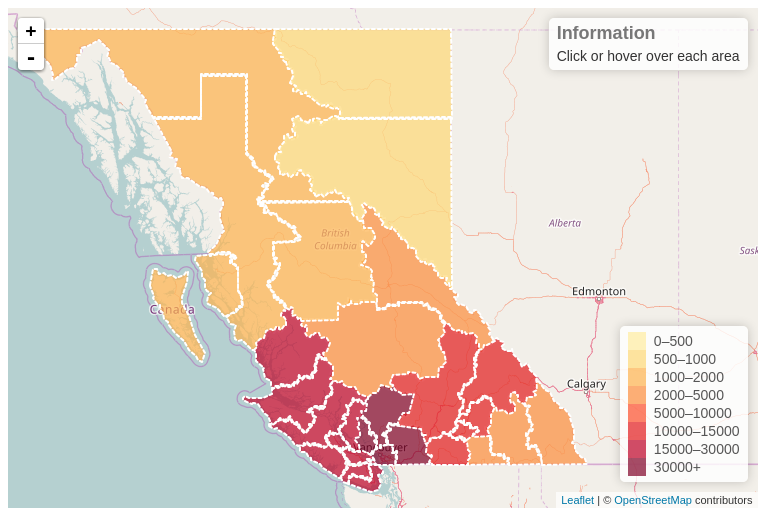 +
-
Information
Click or hover over each area
Alberta
British
Columbia
Sask
Edmonton
Canada
Calgary
Vancouver
0–500
500–1000
1000–2000
2000–5000
5000–10000
10000–15000
15000–30000
30000+
Leaflet | © OpenStreetMap contributors